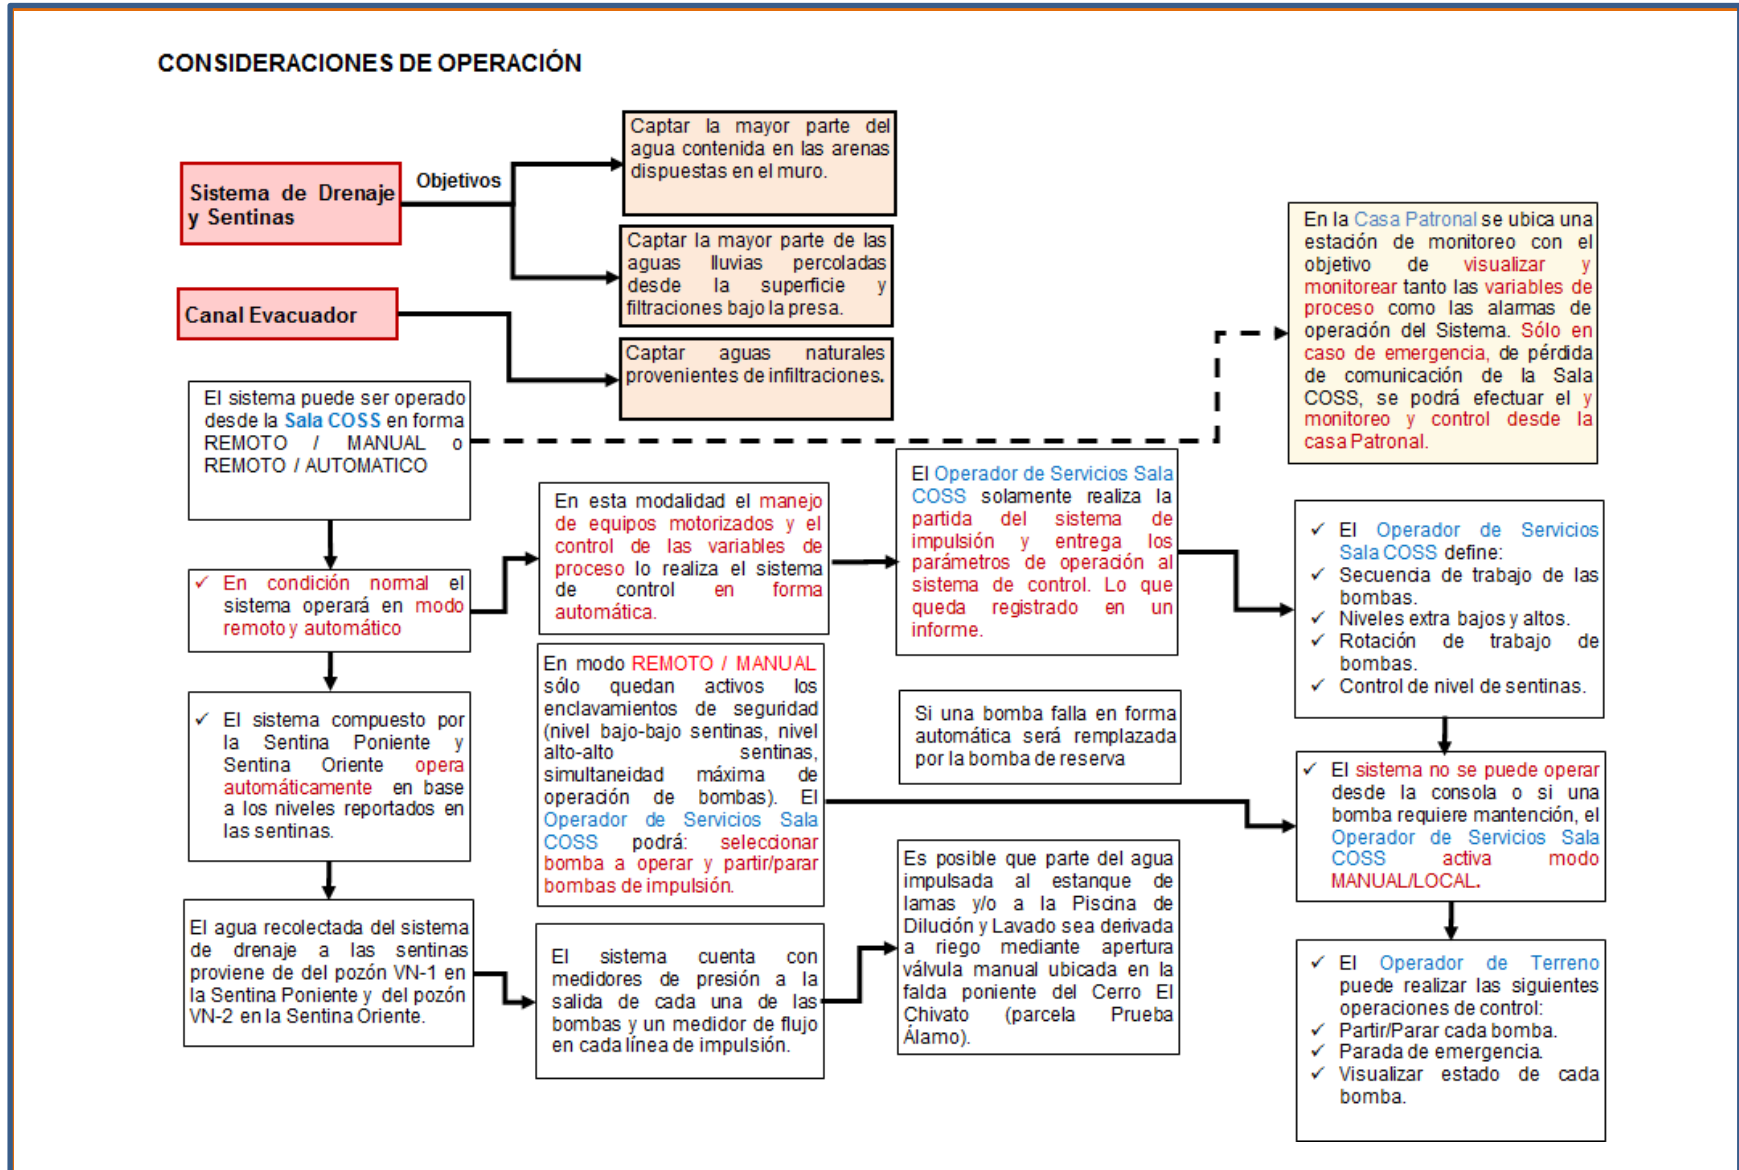 CONSIDERACIONES DE OPERACIÓN
Sistema de Drenaje
y Sentinas
Objetivos
Captar la mayor parte del
agua contenida en las arenas
dispuestas en el muro.
Captar la mayor parte de las
aguas lluvias percoladas
desde la superficie y
filtraciones bajo la presa.
Canal Evacuador
Captar aguas naturales
provenientes de infiltraciones.
En la Casa Patronal se ubica una
estación de monitoreo con el
objetivo de visualizar y
monitorear tanto las variables de
proceso como las alarmas de
operación del Sistema. Sólo en
caso de emergencia, de pérdida
de comunicación de la Sala
COSS, se podrá efectuar el y
monitoreo y control desde la
casa Patronal.
El sistema puede ser operado
desde la Sala COSS en forma
REMOTO / MANUAL o
REMOTO / AUTOMATICO
✓ En condición normal el
sistema operará en modo
remoto y automático
En esta modalidad el manejo
de equipos motorizados y el
control de las variables de
proceso lo realiza el sistema
de control en forma
automática.
El Operador de Servicios Sala
COSS solamente realiza la
partida del sistema de
impulsión y entrega los
parámetros de operación al
sistema de control. Lo que
queda registrado en un
informe.
✓ El Operador de Servicios
Sala COSS define:
✓ Secuencia de trabajo de las
bombas.
✓ Niveles extra bajos y altos.
✓ Rotación de trabajo de
bombas.
✓ Control de nivel de sentinas.
✓ El sistema compuesto por
la Sentina Poniente y
Sentina Oriente opera
automáticamente en base
a los niveles reportados en
las sentinas.
En modo REMOTO / MANUAL
sólo quedan activos los
enclavamientos de seguridad
(nivel bajo-bajo sentinas, nivel
alto-alto sentinas,
simultaneidad máxima de
operación de bombas). El
Operador de Servicios Sala
COSS podrá: seleccionar
bomba a operar y partir/parar
bombas de impulsión.
Si una bomba falla en forma
automática será remplazada
por la bomba de reserva
✓ El sistema no se puede operar
desde la consola o si una
bomba requiere mantención, el
Operador de Servicios Sala
COSS activa modo
MANUAL/LOCAL.
El agua recolectada del sistema
de drenaje a las sentinas
proviene de del pozón VN-1 en
la Sentina Poniente y del pozón
VN-2 en la Sentina Oriente.
El sistema cuenta con
medidores de presión a la
salida de cada una de las
bombas y un medidor de flujo
en cada línea de impulsión.
Es posible que parte del agua
impulsada al estanque de
lamas y/o a la Piscina de
Dilución y Lavado sea derivada
a riego mediante apertura
válvula manual ubicada en la
falda poniente del Cerro El
Chivato (parcela Prueba
Álamo).
✓ El Operador de Terreno
puede realizar las siguientes
operaciones de control:
✓ Partir/Parar cada bomba.
✓ Parada de emergencia.
✓ Visualizar estado de cada
bomba.